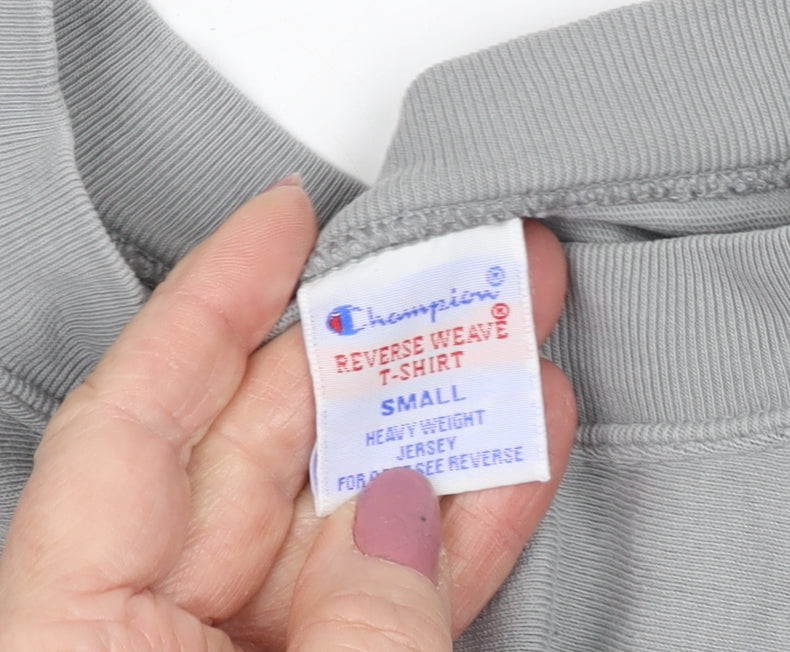 Champion®
REVERSE WEAVE®
T-SHIRT
SMALL
HEAVY WEIGHT
JERSEY
FOR SEE REVERSE